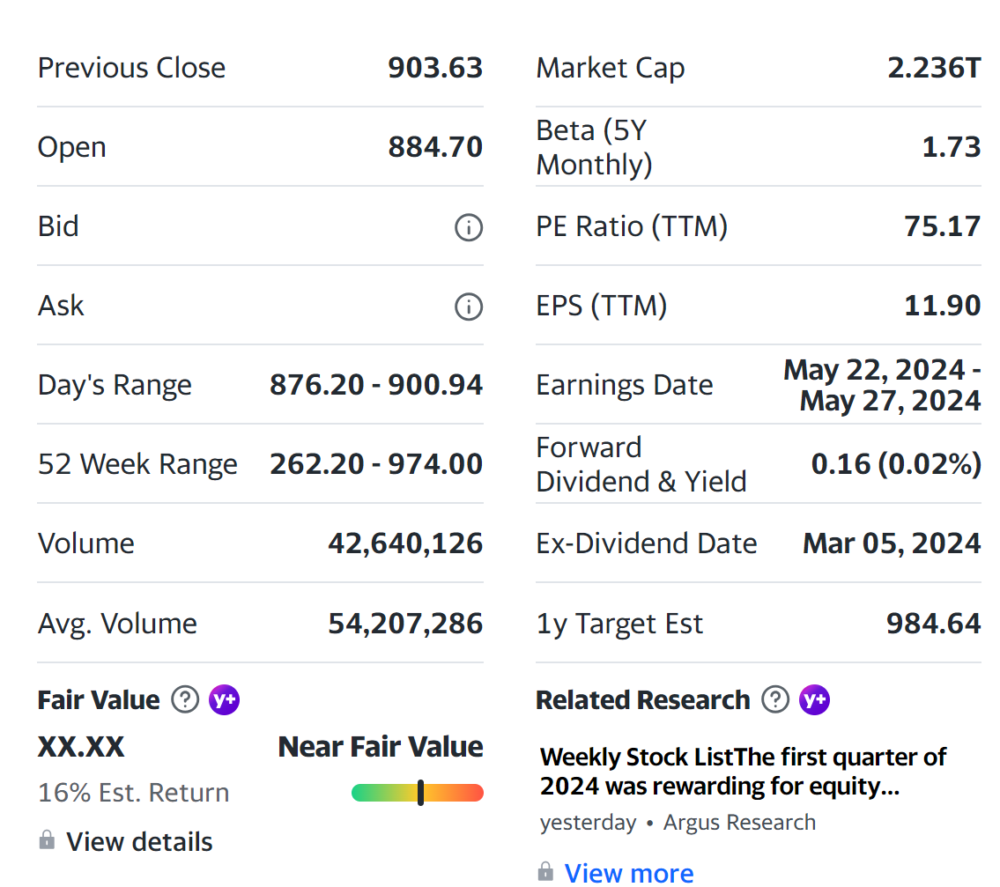 Previous Close 903.63
Open 884.70
Bid
Ask
Day's Range 876.20 - 900.94
52 Week Range 262.20 - 974.00
Volume 42,640,126
Avg. Volume 54,207,286
Fair Value ? y+
XX.XX Near Fair Value
16% Est. Return
View details
Market Cap 2.236T
Beta (5Y
Monthly) 1.73
PE Ratio (TTM) 75.17
EPS (TTM) 11.90
Earnings Date May 22, 2024 -
May 27, 2024
Forward
Dividend & Yield 0.16 (0.02%)
Ex-Dividend Date Mar 05, 2024
1y Target Est 984.64
Related Research ? y+
Weekly Stock ListThe first quarter of
2024 was rewarding for equity...
yesterday • Argus Research
View more